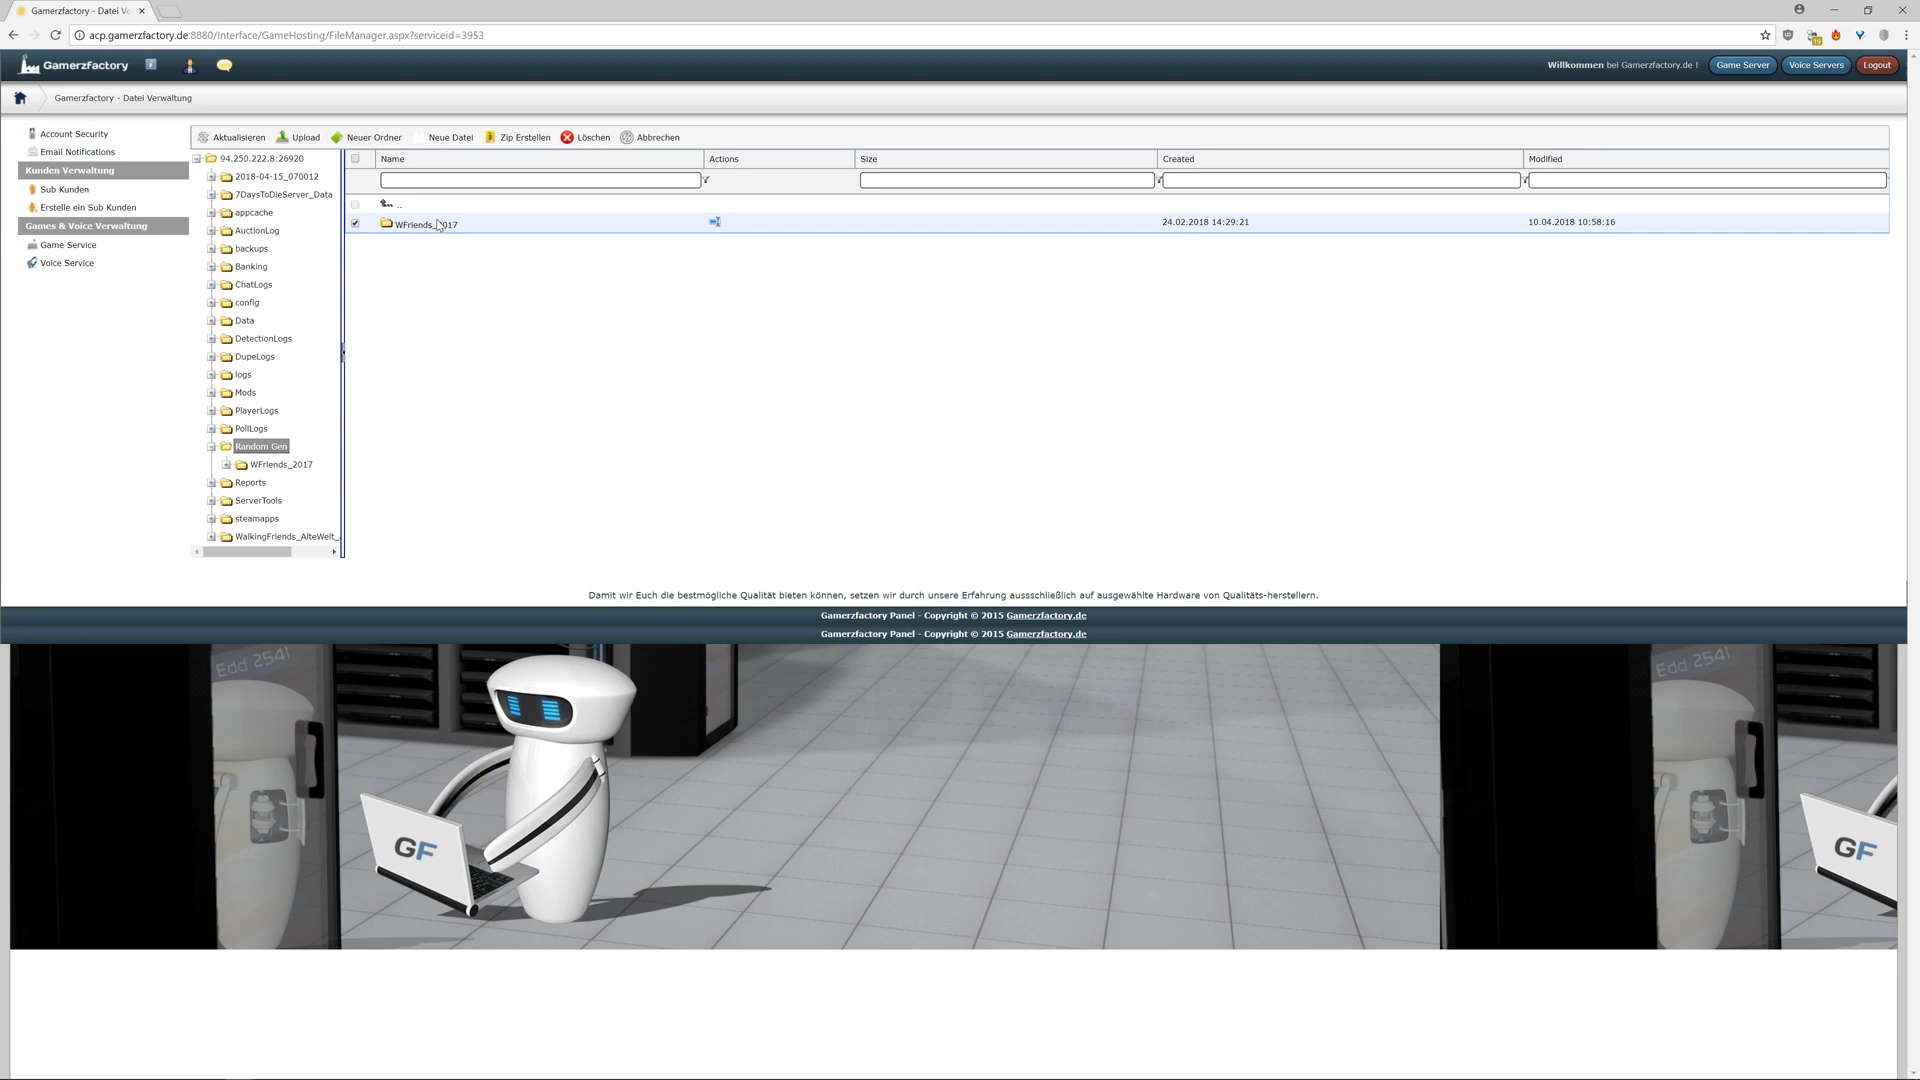 Gamerzfactory - Datei Ve
acp.gamerzfactory.de:8880/Interface/GameHosting/FileManager.aspx?serviceid=3953
Gamerzfactory
Willkommen bei Gamerzfactory.de !
Game Server
Voice Servers
Logout
Gamerzfactory - Datei Verwaltung
Account Security
Email Notifications
Kunden Verwaltung
Sub Kunden
Erstelle ein Sub Kunden
Games & Voice Verwaltung
Game Service
Voice Service
Aktualisieren
Upload
Neuer Ordner
Neue Datei
Zip Erstellen
Löschen
Abbrechen
94.250.222.8:26920
2018-04-15_070012
7DaysToDieServer_Data
appcache
AuctionLog
backups
Banking
ChatLogs
config
Data
DetectionLogs
DupeLogs
logs
Mods
PlayerLogs
PollLogs
Random Gen
WFriends_2017
Reports
ServerTools
steamapps
WalkingFriends_AlteWelt_
Name
Actions
Size
Created
Modified
..
WFriends_2017
24.02.2018 14:29:21
10.04.2018 10:58:16
Damit wir Euch die bestmögliche Qualität bieten können, setzen wir durch unsere Erfahrung aussschließlich auf ausgewählte Hardware von Qualitäts-herstellern.
Gamerzfactory Panel - Copyright © 2015 Gamerzfactory.de
Gamerzfactory Panel - Copyright © 2015 Gamerzfactory.de
Edd 2541
Edd 2541
GF
GF